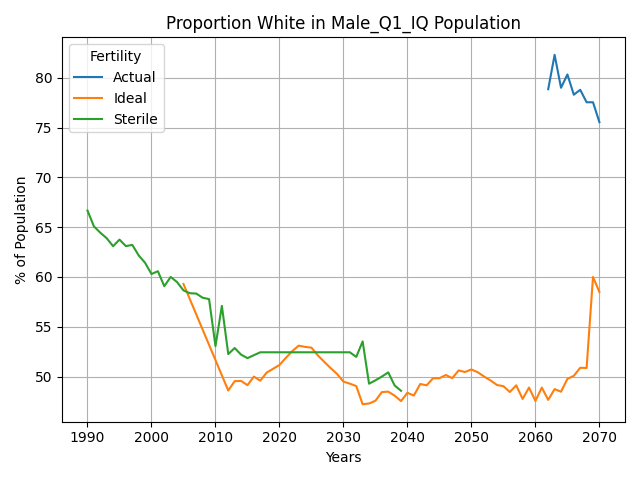 Proportion White in Male_Q1_IQ Population
Fertility
Actual
Ideal
Sterile
% of Population
80
75
70
65
60
55
50
1990
2000
2010
2020
2030
2040
2050
2060
2070
Years